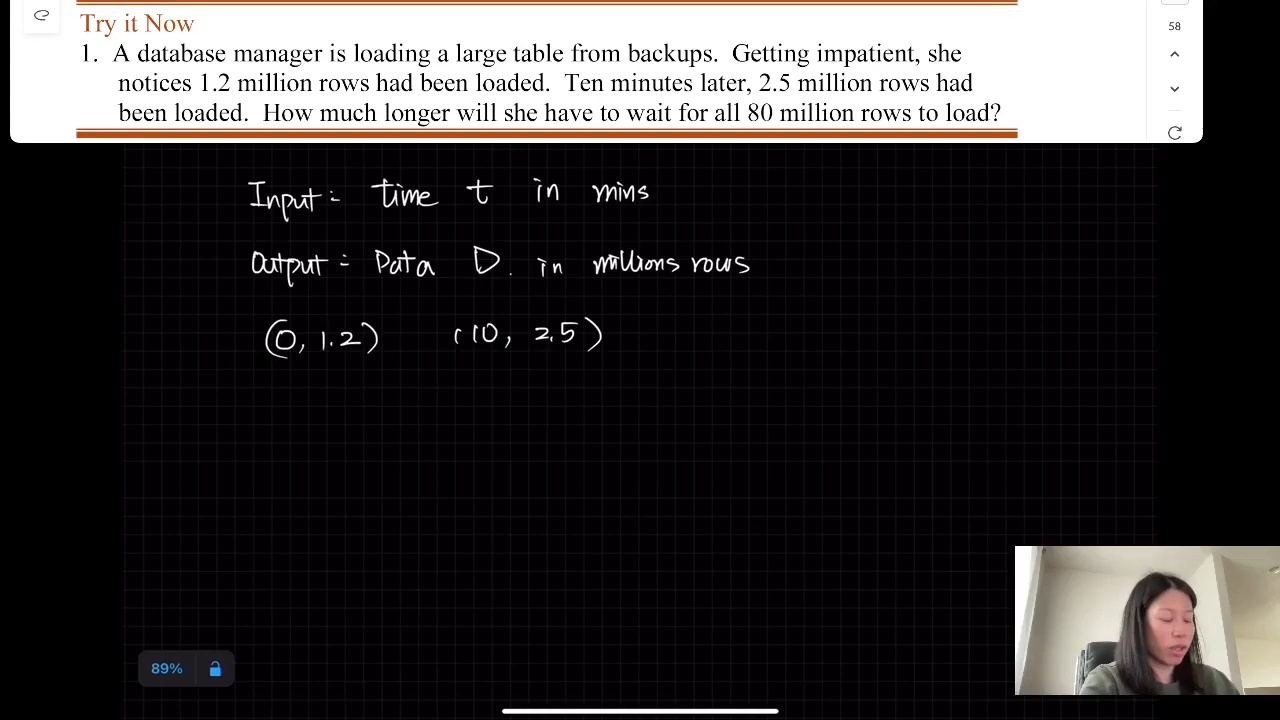 Try it Now
1. A database manager is loading a large table from backups. Getting impatient, she
notices 1.2 million rows had been loaded. Ten minutes later, 2.5 million rows had
been loaded. How much longer will she have to wait for all 80 million rows to load?
58
Input: time t in mins
Output: Data D. in millions rows
(0, 1.2) (10, 2.5)
89%